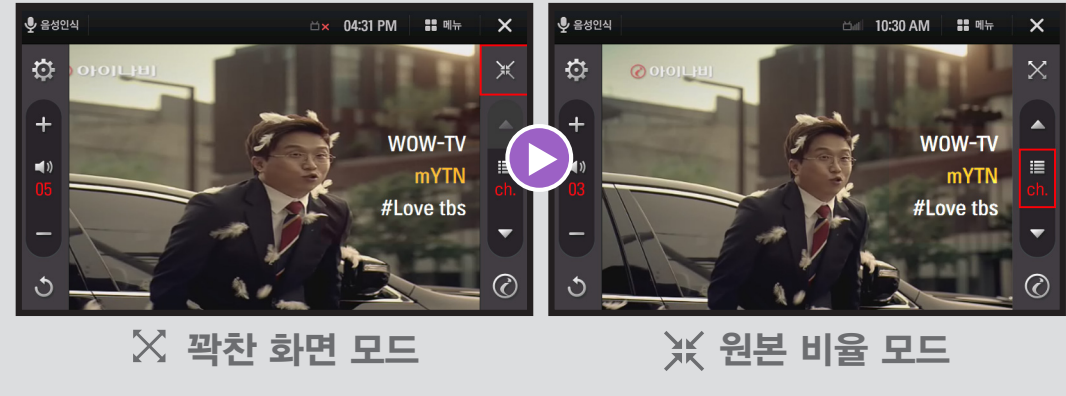 음성인식
04:31 PM
메뉴
아이나비
WOW-TV
mYTN
#Love tbs
05
ch.
꽉찬 화면 모드
음성인식
10:30 AM
메뉴
아이나비
WOW-TV
mYTN
#Love tbs
03
ch.
원본 비율 모드